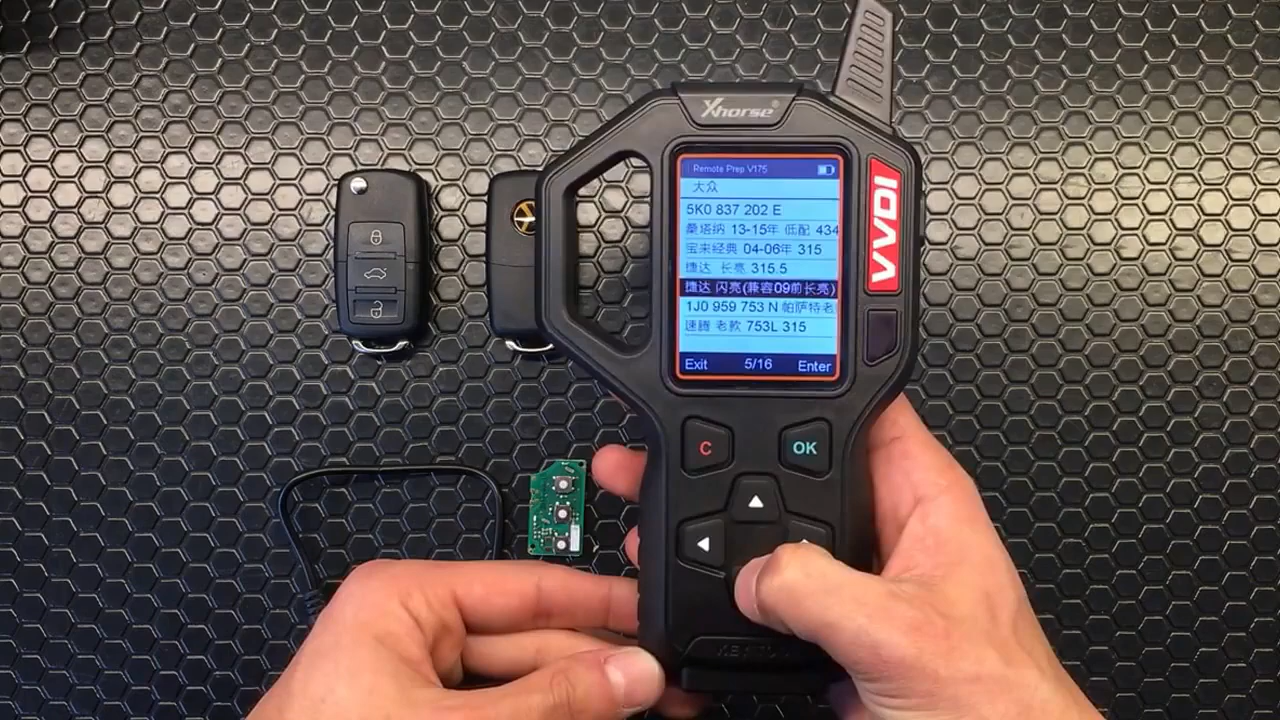 Xhorse
Remote Prep V175
大众
5K0 837 202 E
桑塔纳 13-15年 低配 434
宝来经典 04-06年 315
捷达 长亮 315.5
捷达 闪亮(兼容09前长亮)
1J0 959 753 N 帕萨特老
速腾 老款 753L 315
Exit 5/16 Enter
VVDI
C
OK
KEY TOOL